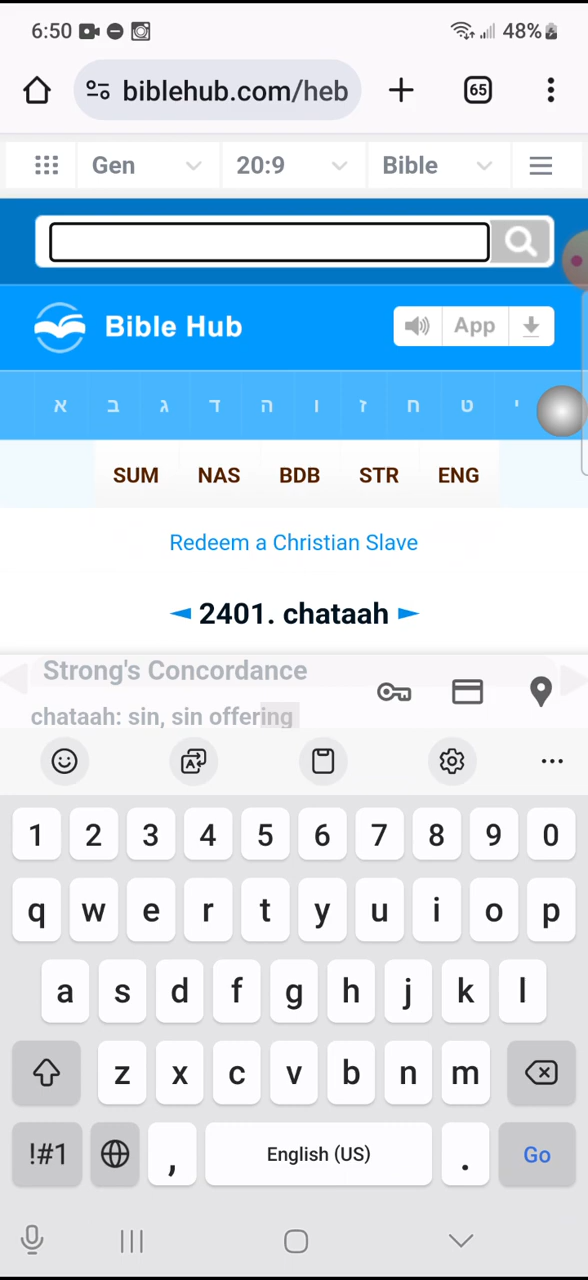 6:50 48%
biblehub.com/heb + 65
Gen 20:9 Bible
Bible Hub App
א ב ג ד ה ו ז ח ט י
SUM NAS BDB STR ENG
Redeem a Christian Slave
2401. chataah
Strong's Concordance
chataah: sin, sin offering
1 2 3 4 5 6 7 8 9 0
q w e r t y u i o p
a s d f g h j k l
z x c v b n m
!#1 , English (US) . Go